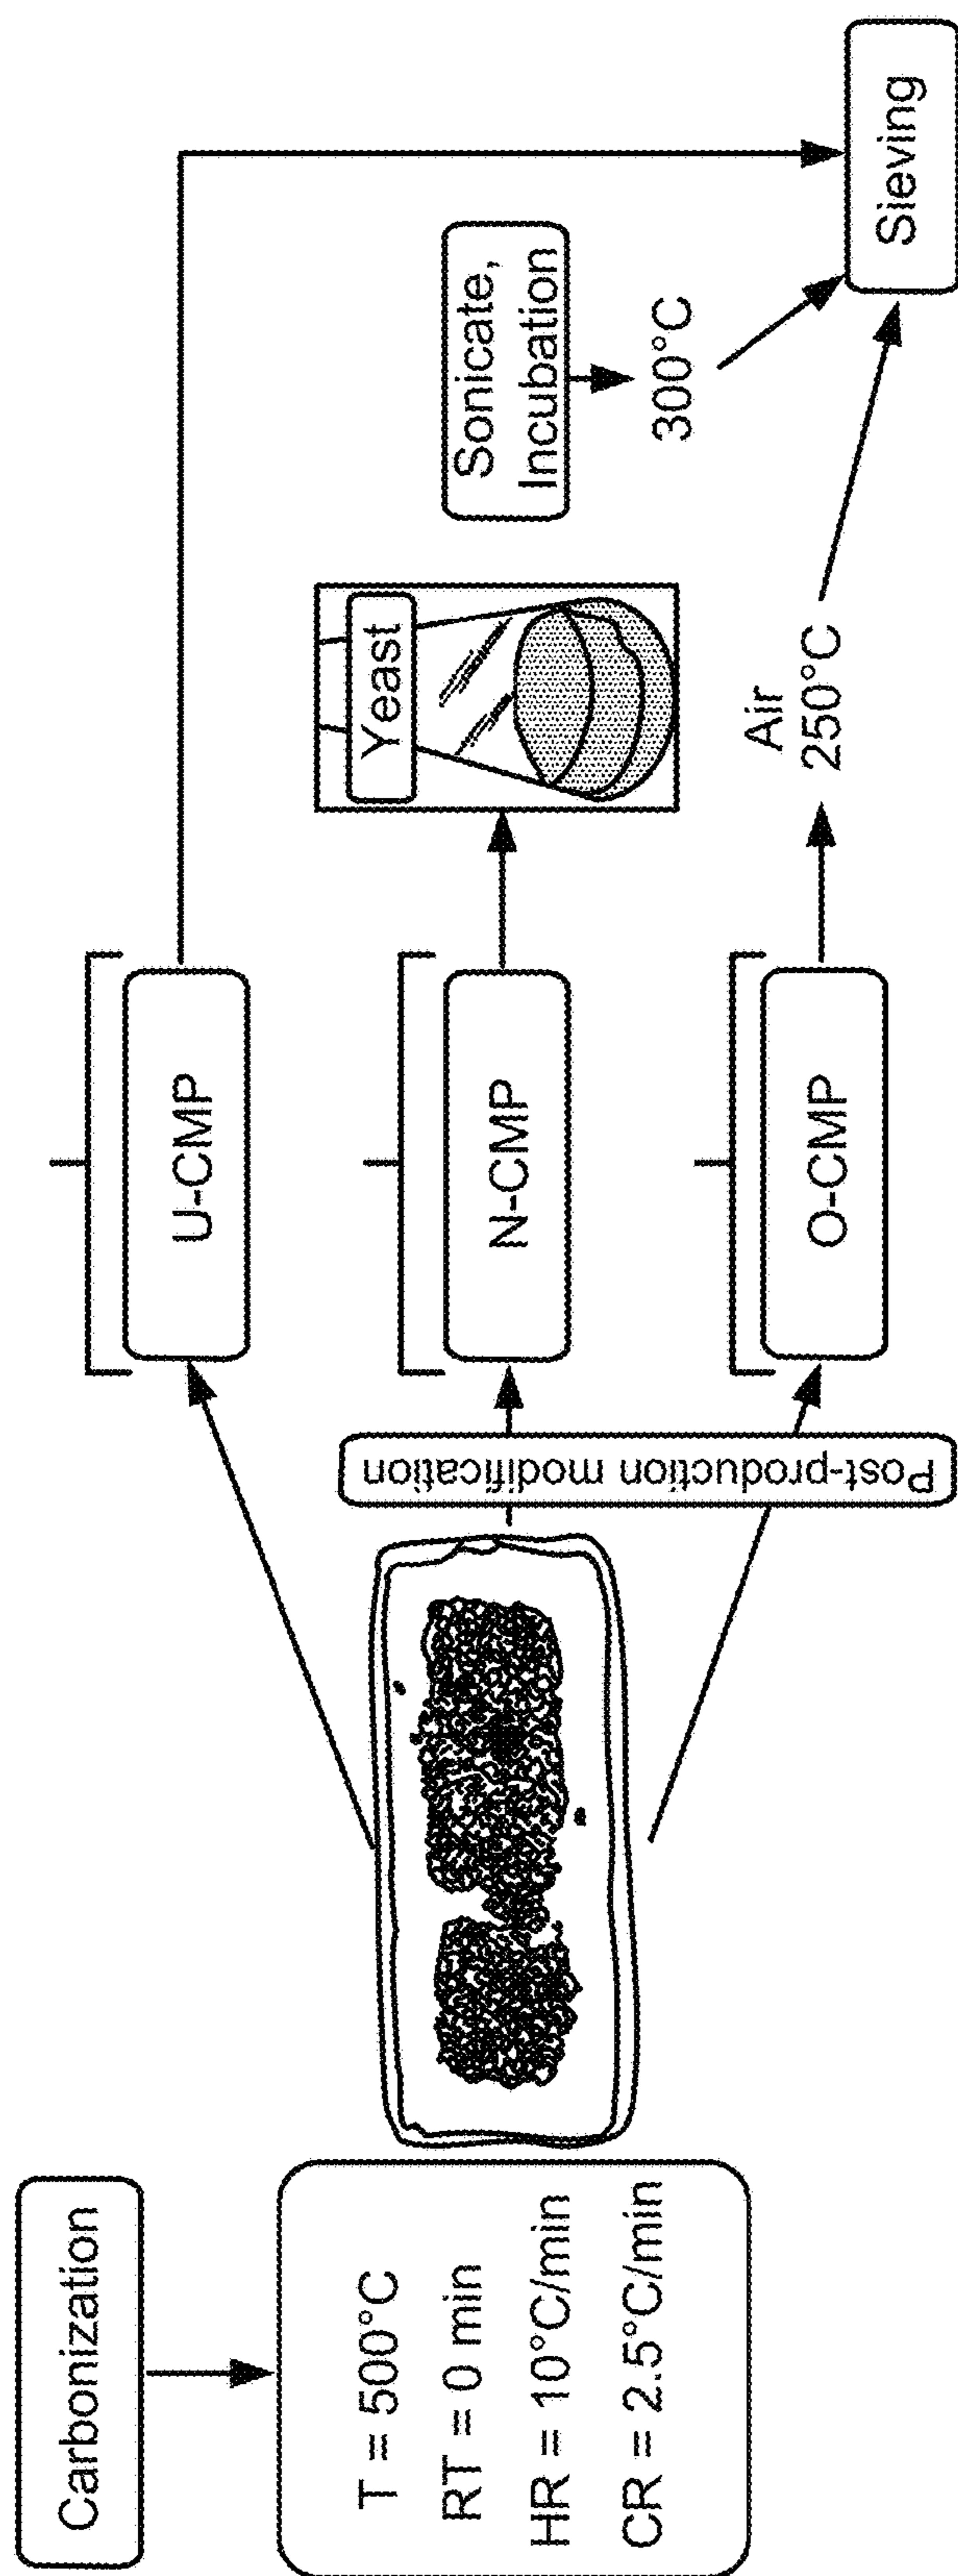 Carbonization
T = 500°C
RT = 0 min
HR = 10°C/min
CR = 2.5°C/min
Post-production modification
U-CMP
N-CMP
O-CMP
Yeast
Air
250°C
Sonicate,
Incubation
300°C
Sieving